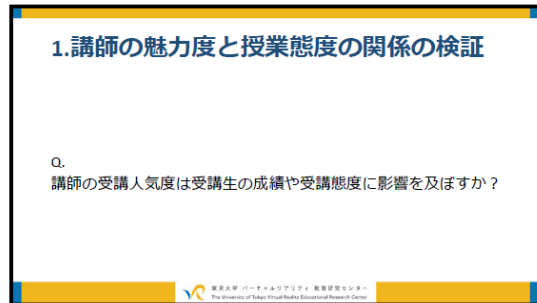 1.講師の魅力度と授業態度の関係の検証
Q.
講師の受講人気度は受講生の成績や受講態度に影響を及ぼすか？
東京大学 バーチャルリアリティ 教育研究センター
The University of Tokyo Virtual Reality Educational Research Center